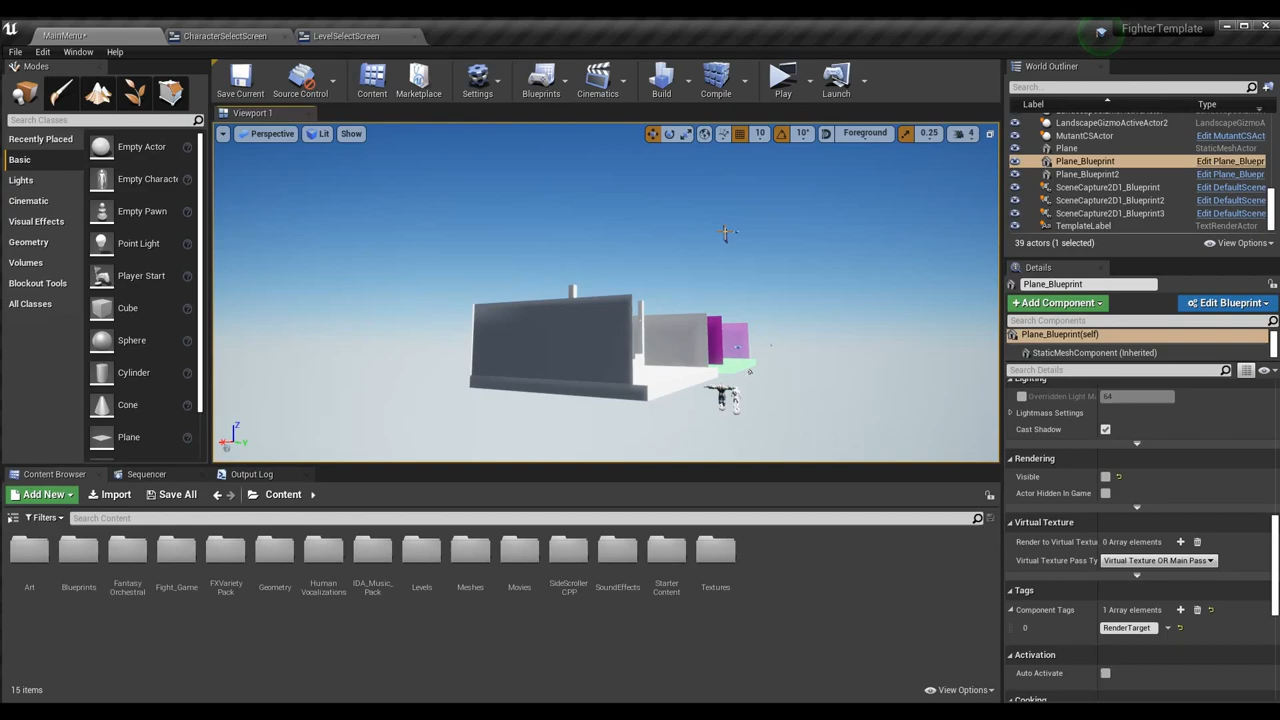 MainMenu•
CharacterSelectScreen
LevelSelectScreen
FighterTemplate
File Edit Window Help
Modes
Search Classes
Recently Placed
Basic
Lights
Cinematic
Visual Effects
Geometry
Volumes
Blockout Tools
All Classes
Empty Actor
Empty Characte
Empty Pawn
Point Light
Player Start
Cube
Sphere
Cylinder
Cone
Plane
Save Current
Source Control
Content
Marketplace
Settings
Blueprints
Cinematics
Build
Compile
Play
Launch
Viewport 1
Perspective Lit Show
10 10° Foreground 0.25 4
Z
X Y
World Outliner
Search...
Label Type
LandscapeGizmoActiveActor2 LandscapeGizmoA
MutantCSActor Edit MutantCSAct
Plane StaticMeshActor
Plane_Blueprint Edit Plane_Bluepr
Plane_Blueprint2 Edit Plane_Bluepr
SceneCapture2D1_Blueprint Edit DefaultScene
SceneCapture2D1_Blueprint2 Edit DefaultScene
SceneCapture2D1_Blueprint3 Edit DefaultScene
TemplateLabel TextRenderActor
39 actors (1 selected) View Options
Details
Plane_Blueprint
+Add Component Edit Blueprint
Search Components
Plane_Blueprint(self)
StaticMeshComponent (Inherited)
Search Details
Lighting
Overridden Light M 64
Lightmass Settings
Cast Shadow
Rendering
Visible
Actor Hidden In Game
Virtual Texture
Render to Virtual Textu 0 Array elements
Virtual Texture Pass Ty Virtual Texture OR Main Pass
Tags
Component Tags 1 Array elements
0 RenderTarget
Activation
Auto Activate
Cooking
Content Browser Sequencer Output Log
Add New Import Save All Content
Filters Search Content
Art
Blueprints
Fantasy
Orchestral
Fight_Game
FXVariety
Pack
Geometry
Human
Vocalizations
IDA_Music_
Pack
Levels
Meshes
Movies
SideScroller
CPP
SoundEffects
Starter
Content
Textures
15 items View Options